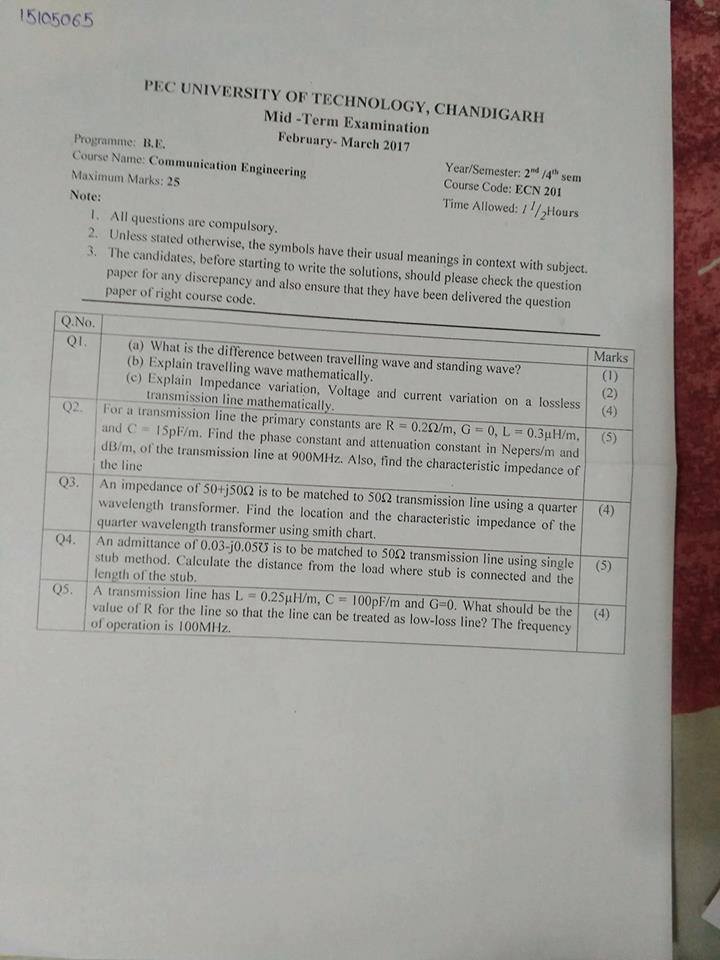 15105065
PEC UNIVERSITY OF TECHNOLOGY, CHANDIGARH
Mid -Term Examination
February- March 2017
Programme: B.E.
Course Name: Communication Engineering
Maximum Marks: 25
Year/Semester: 2nd /4th sem
Course Code: ECN 201
Time Allowed: 1 1/2Hours
Note:
1. All questions are compulsory.
2. Unless stated otherwise, the symbols have their usual meanings in context with subject.
3. The candidates, before starting to write the solutions, should please check the question
paper for any discrepancy and also ensure that they have been delivered the question
paper of right course code.
Q.No. Marks
Q1. (a) What is the difference between travelling wave and standing wave? (1)
(b) Explain travelling wave mathematically. (2)
(c) Explain Impedance variation, Voltage and current variation on a lossless (4)
transmission line mathematically.
Q2. For a transmission line the primary constants are R = 0.2Ω/m, G = 0, L = 0.3μH/m, (5)
and C = 15pF/m. Find the phase constant and attenuation constant in Nepers/m and
dB/m, of the transmission line at 900MHz. Also, find the characteristic impedance of
the line
Q3. An impedance of 50+j50Ω is to be matched to 50Ω transmission line using a quarter (4)
wavelength transformer. Find the location and the characteristic impedance of the
quarter wavelength transformer using smith chart.
Q4. An admittance of 0.03-j0.05℧ is to be matched to 50Ω transmission line using single (5)
stub method. Calculate the distance from the load where stub is connected and the
length of the stub.
Q5. A transmission line has L = 0.25μH/m, C = 100pF/m and G=0. What should be the (4)
value of R for the line so that the line can be treated as low-loss line? The frequency
of operation is 100MHz.